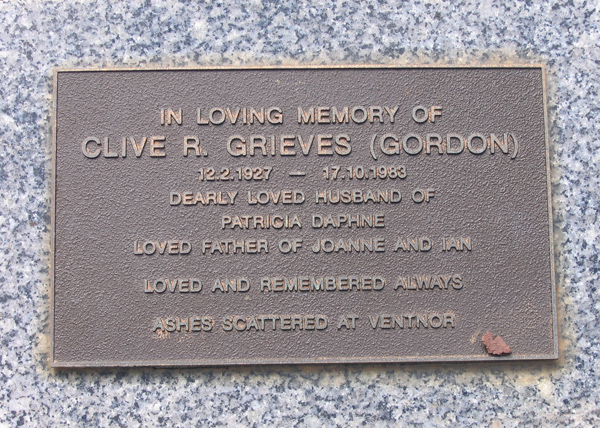 IN LOVING MEMORY OF
CLIVE R. GRIEVES (GORDON)
12.2.1927 — 17.10.1983
DEARLY LOVED HUSBAND OF
PATRICIA DAPHNE
LOVED FATHER OF JOANNE AND IAN
LOVED AND REMEMBERED ALWAYS
ASHES SCATTERED AT VENTNOR